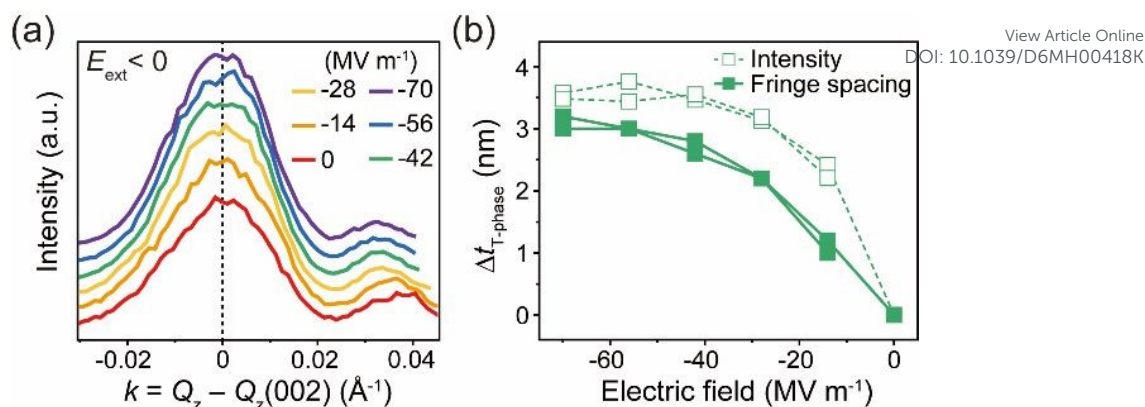 (a)
E_ext < 0
(MV m⁻¹)
-28 -70
-14 -56
0 -42
Intensity (a.u.)
-0.02 0 0.02 0.04
k = Q_z – Q_z(002) (Å⁻¹)
(b)
View Article Online
DOI: 10.1039/D6MH00418K
Intensity
Fringe spacing
Δt_T-phase (nm)
4
3
2
1
0
-60 -40 -20 0
Electric field (MV m⁻¹)